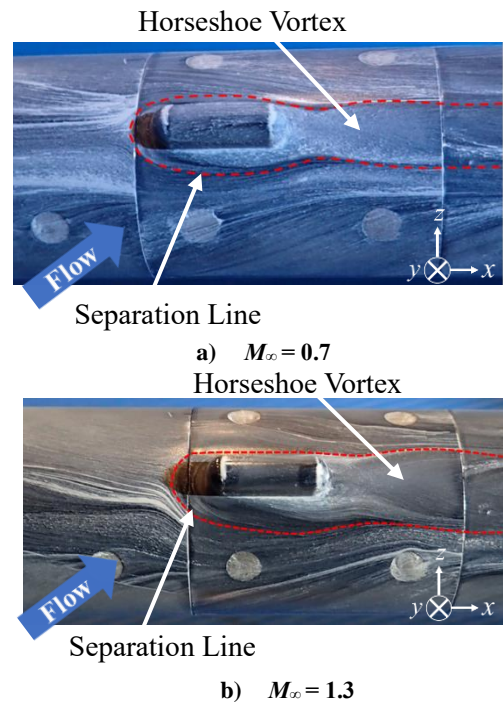 Horseshoe Vortex
Flow
z
y x
Separation Line
a) M∞ = 0.7
Horseshoe Vortex
Flow
z
y x
Separation Line
b) M∞ = 1.3